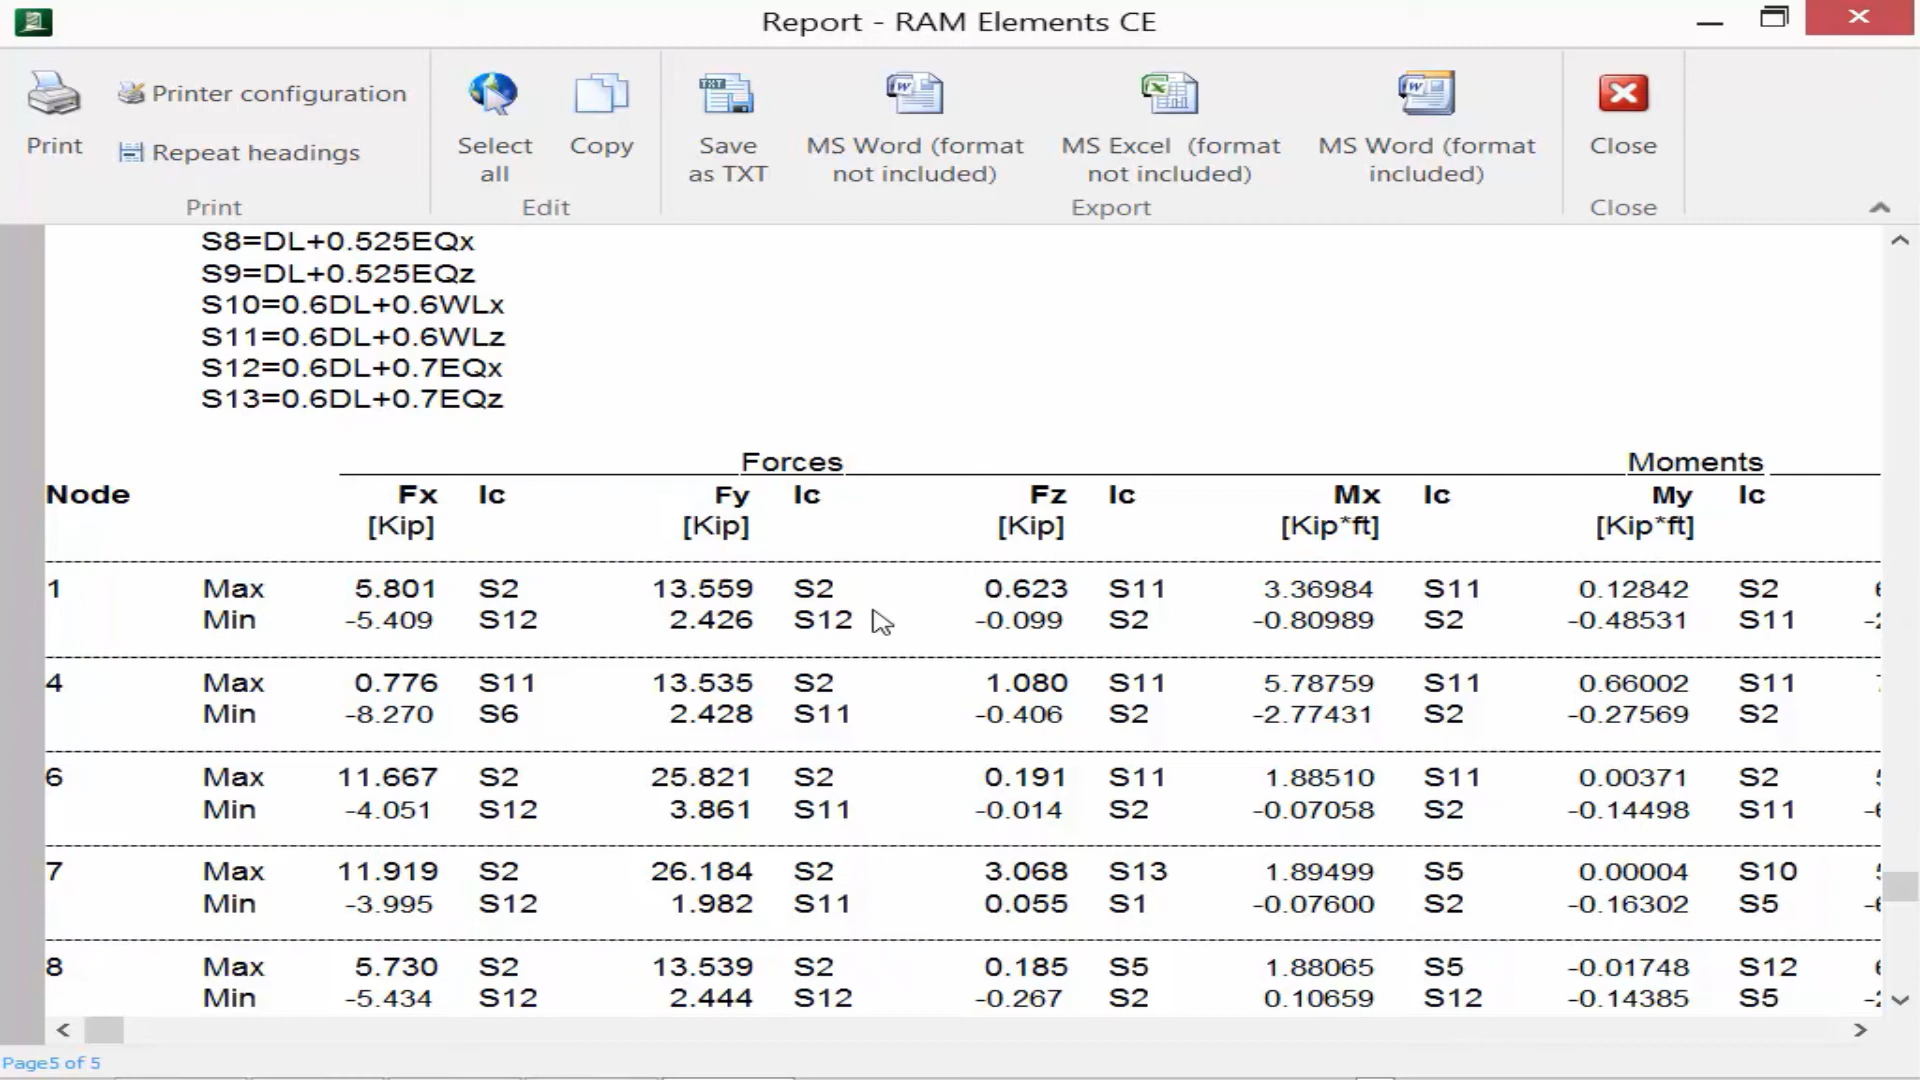 Report - RAM Elements CE
Print
Printer configuration
Repeat headings
Print
Select all
Copy
Edit
Save as TXT
MS Word (format not included)
MS Excel (format not included)
MS Word (format included)
Export
Close
Close
S8=DL+0.525EQx
S9=DL+0.525EQz
S10=0.6DL+0.6WLx
S11=0.6DL+0.6WLz
S12=0.6DL+0.7EQx
S13=0.6DL+0.7EQz
Forces Moments
Node Fx Ic Fy Ic Fz Ic Mx Ic My Ic
[Kip] [Kip] [Kip] [Kip*ft] [Kip*ft]
1 Max 5.801 S2 13.559 S2 0.623 S11 3.36984 S11 0.12842 S2
Min -5.409 S12 2.426 S12 -0.099 S2 -0.80989 S2 -0.48531 S11
4 Max 0.776 S11 13.535 S2 1.080 S11 5.78759 S11 0.66002 S11
Min -8.270 S6 2.428 S11 -0.406 S2 -2.77431 S2 -0.27569 S2
6 Max 11.667 S2 25.821 S2 0.191 S11 1.88510 S11 0.00371 S2
Min -4.051 S12 3.861 S11 -0.014 S2 -0.07058 S2 -0.14498 S11
7 Max 11.919 S2 26.184 S2 3.068 S13 1.89499 S5 0.00004 S10
Min -3.995 S12 1.982 S11 0.055 S1 -0.07600 S2 -0.16302 S5
8 Max 5.730 S2 13.539 S2 0.185 S5 1.88065 S5 -0.01748 S12
Min -5.434 S12 2.444 S12 -0.267 S2 0.10659 S12 -0.14385 S5
Page5 of 5